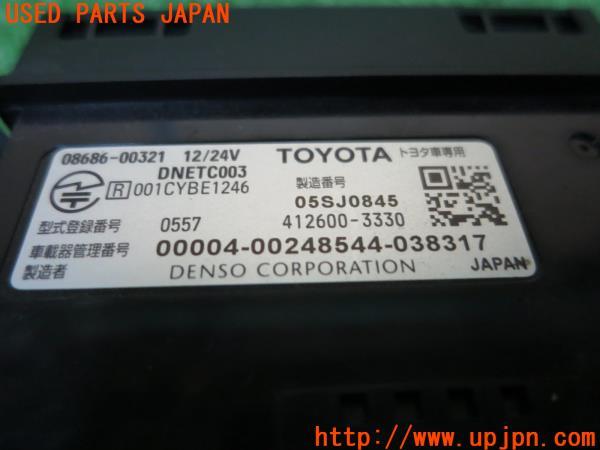 USED PARTS JAPAN
08686-00321 12/24V TOYOTA トヨタ車専用
DNETC003
R 001CYBE1246 製造番号
05SJ0845
型式登録番号 0557 412600-3330
車載器管理番号 00004-00248544-038317
製造者 DENSO CORPORATION JAPAN
UPJ
http://www.upjpn.com